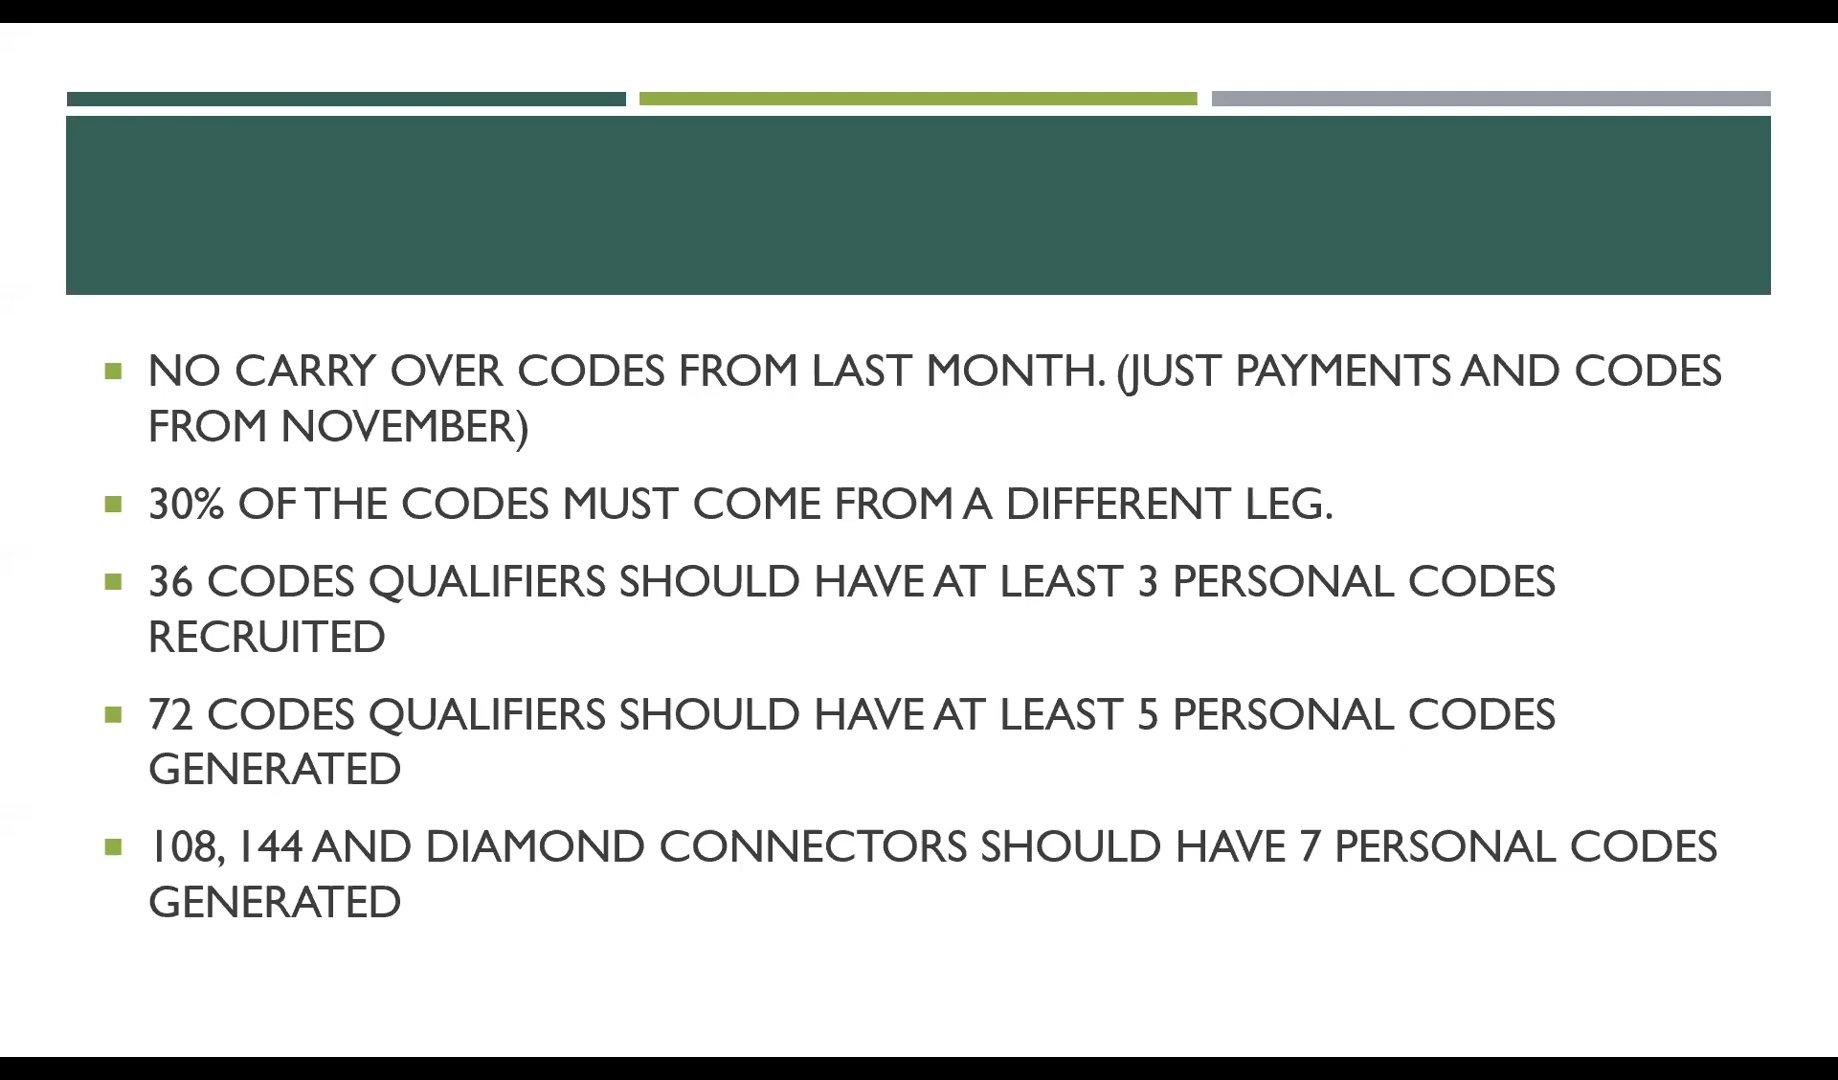 NO CARRY OVER CODES FROM LAST MONTH. (JUST PAYMENTS AND CODES
FROM NOVEMBER)
30% OF THE CODES MUST COME FROM A DIFFERENT LEG.
36 CODES QUALIFIERS SHOULD HAVE AT LEAST 3 PERSONAL CODES
RECRUITED
72 CODES QUALIFIERS SHOULD HAVE AT LEAST 5 PERSONAL CODES
GENERATED
108, 144 AND DIAMOND CONNECTORS SHOULD HAVE 7 PERSONAL CODES
GENERATED